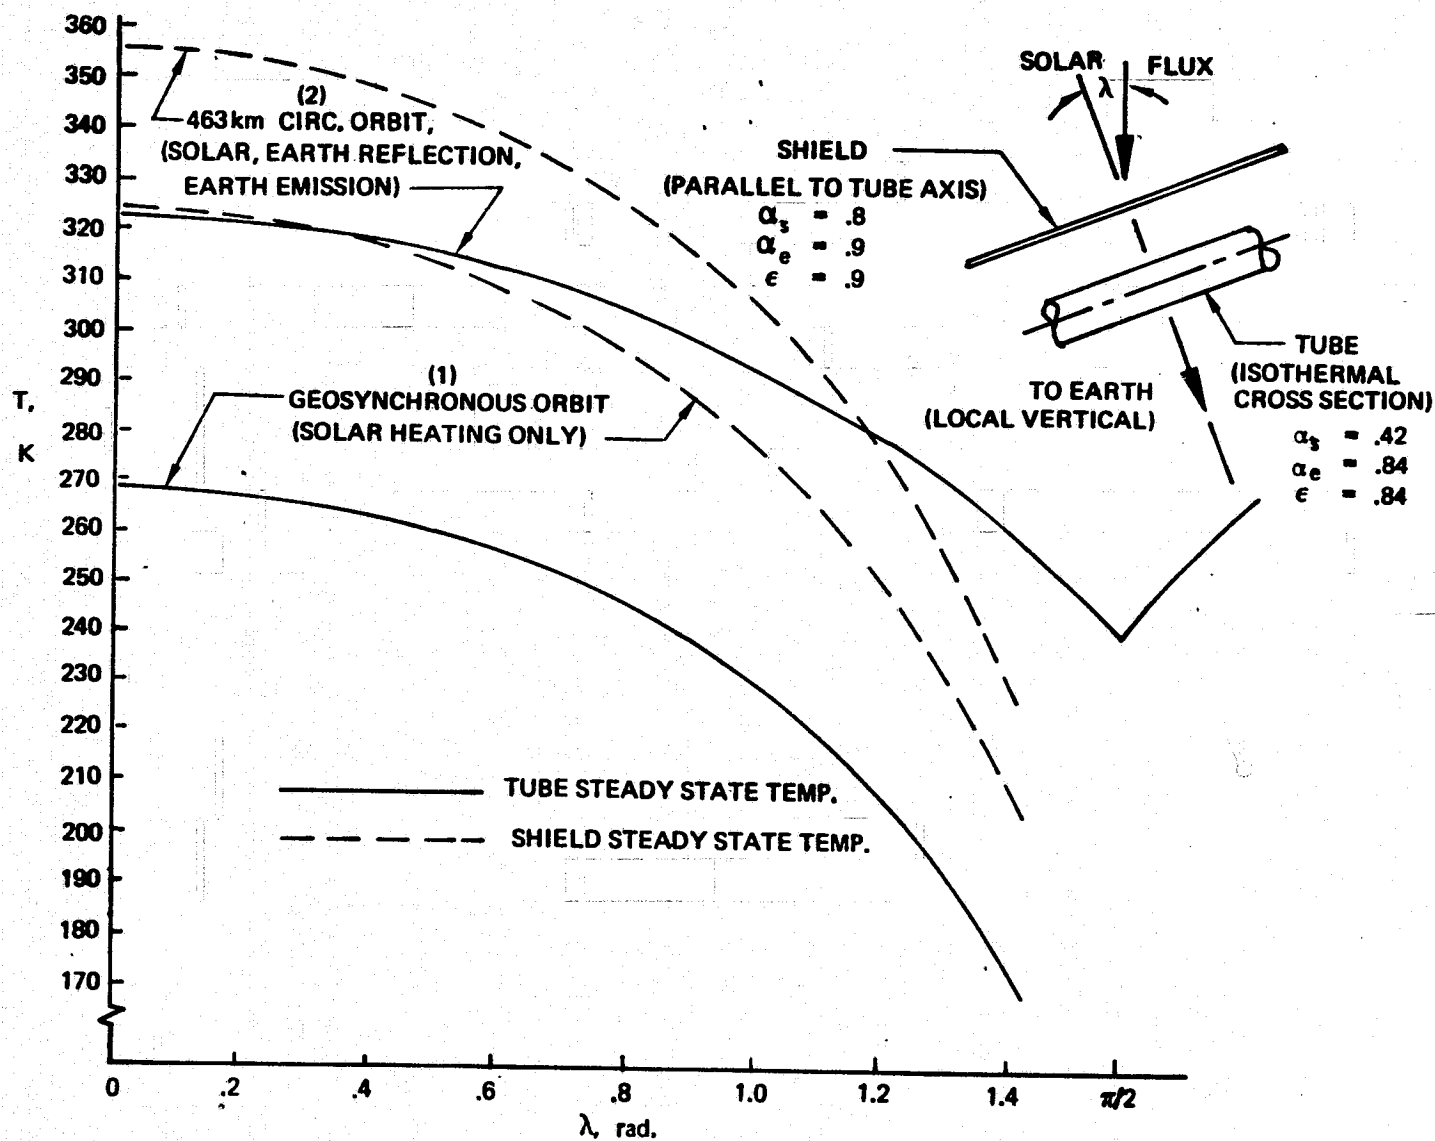 360
350
340
330
320
310
300
290
280
270
260
250
240
230
220
210
200
190
180
170
T,
K
0
.2
.4
.6
.8
1.0
1.2
1.4
π/2
λ, rad.
(2)
463km CIRC. ORBIT,
(SOLAR, EARTH REFLECTION,
EARTH EMISSION)
(1)
GEOSYNCHRONOUS ORBIT
(SOLAR HEATING ONLY)
TUBE STEADY STATE TEMP.
SHIELD STEADY STATE TEMP.
SOLAR FLUX
λ
SHIELD
(PARALLEL TO TUBE AXIS)
αs = .8
αe = .9
ϵ = .9
TO EARTH
(LOCAL VERTICAL)
TUBE
(ISOTHERMAL
CROSS SECTION)
αs = .42
αe = .84
ϵ = .84